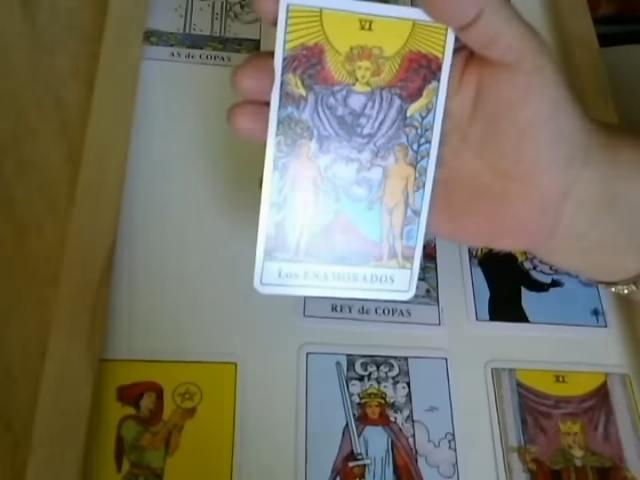 AS de COPAS
VI
Los ENAMORADOS
REY de COPAS
XI